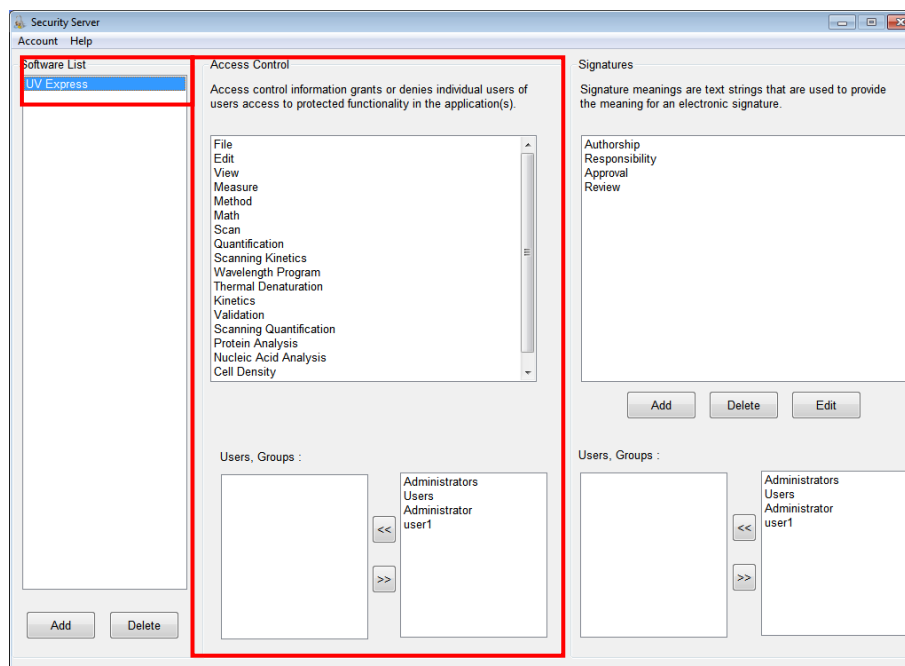 Security Server
Account Help
Software List
UV Express
Add
Delete
Access Control
Access control information grants or denies individual users of
users access to protected functionality in the application(s).
File
Edit
View
Measure
Method
Math
Scan
Quantification
Scanning Kinetics
Wavelength Program
Thermal Denaturation
Kinetics
Validation
Scanning Quantification
Protein Analysis
Nucleic Acid Analysis
Cell Density
Users, Groups :
<<
>>
Administrators
Users
Administrator
user1
Signatures
Signature meanings are text strings that are used to provide
the meaning for an electronic signature.
Authorship
Responsibility
Approval
Review
Add
Delete
Edit
Users, Groups :
<<
>>
Administrators
Users
Administrator
user1